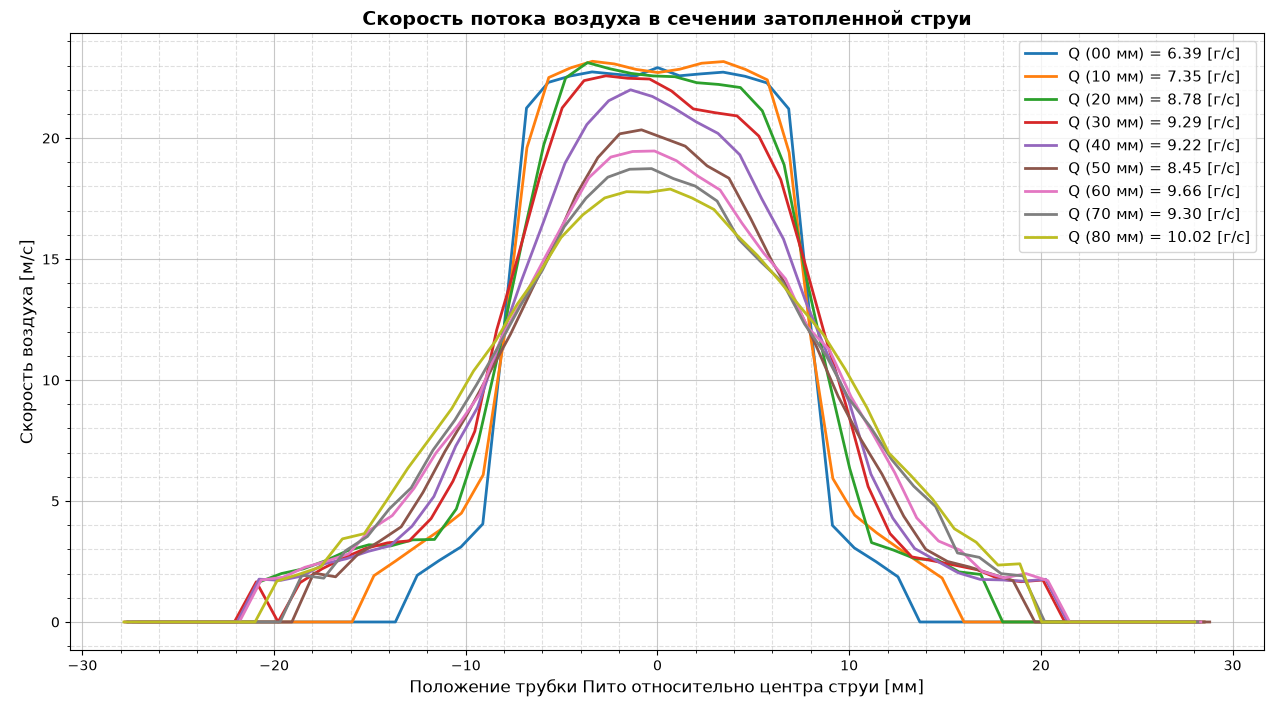 Скорость потока воздуха в сечении затопленной струи
Скорость воздуха [м/с]
20
15
10
5
0
−30
−20
−10
0
10
20
30
Положение трубки Пито относительно центра струи [мм]
Q (00 мм) = 6.39 [г/с]
Q (10 мм) = 7.35 [г/с]
Q (20 мм) = 8.78 [г/с]
Q (30 мм) = 9.29 [г/с]
Q (40 мм) = 9.22 [г/с]
Q (50 мм) = 8.45 [г/с]
Q (60 мм) = 9.66 [г/с]
Q (70 мм) = 9.30 [г/с]
Q (80 мм) = 10.02 [г/с]